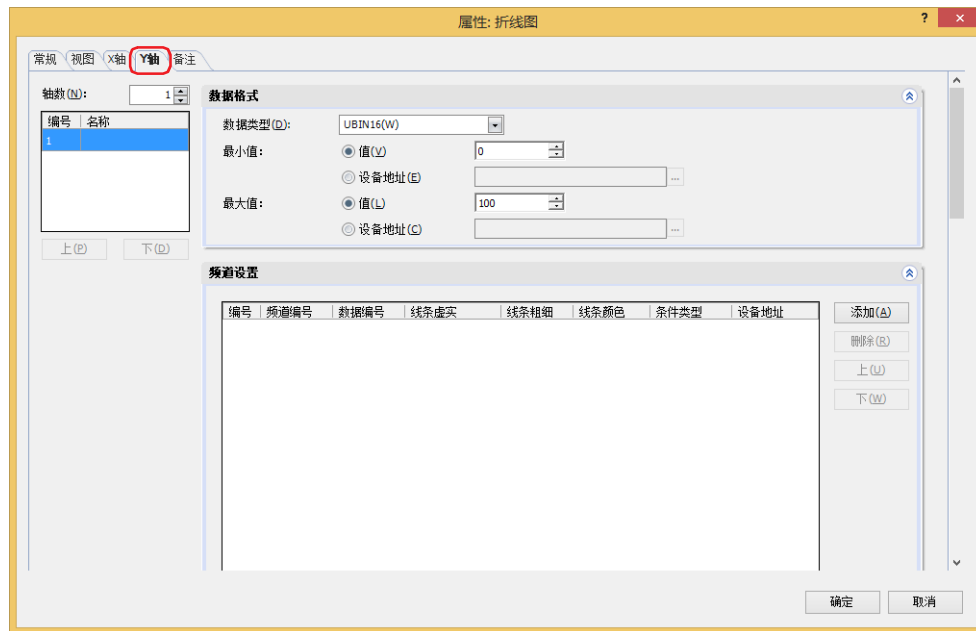 属性: 折线图
? ×
常规 视图 X轴 Y轴 备注
轴数(N): 1
编号 名称
1
上(P) 下(D)
数据格式
数据类型(D): UBIN16(W)
最小值: 值(V) 0
设备地址(E) ...
最大值: 值(L) 100
设备地址(C) ...
频道设置
编号 频道编号 数据编号 线条虚实 线条粗细 线条颜色 条件类型 设备地址
添加(A)
删除(R)
上(U)
下(W)
确定 取消